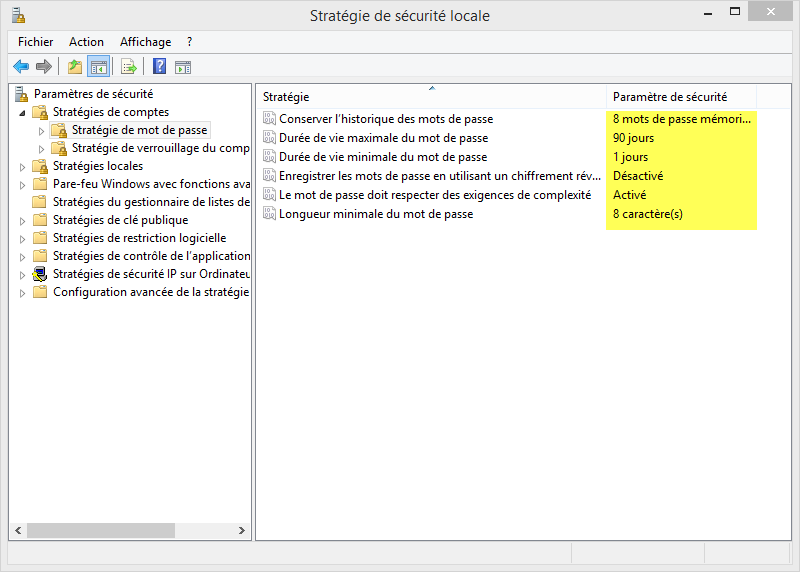 Stratégie de sécurité locale
Fichier Action Affichage ?
Paramètres de sécurité
Stratégies de comptes
Stratégie de mot de passe
Stratégie de verrouillage du comp
Stratégies locales
Pare-feu Windows avec fonctions ava
Stratégies du gestionnaire de listes de
Stratégies de clé publique
Stratégies de restriction logicielle
Stratégies de contrôle de l'application
Stratégies de sécurité IP sur Ordinateu
Configuration avancée de la stratégie
Stratégie Paramètre de sécurité
Conserver l'historique des mots de passe 8 mots de passe mémori...
Durée de vie maximale du mot de passe 90 jours
Durée de vie minimale du mot de passe 1 jours
Enregistrer les mots de passe en utilisant un chiffrement rév... Désactivé
Le mot de passe doit respecter des exigences de complexité Activé
Longueur minimale du mot de passe 8 caractère(s)